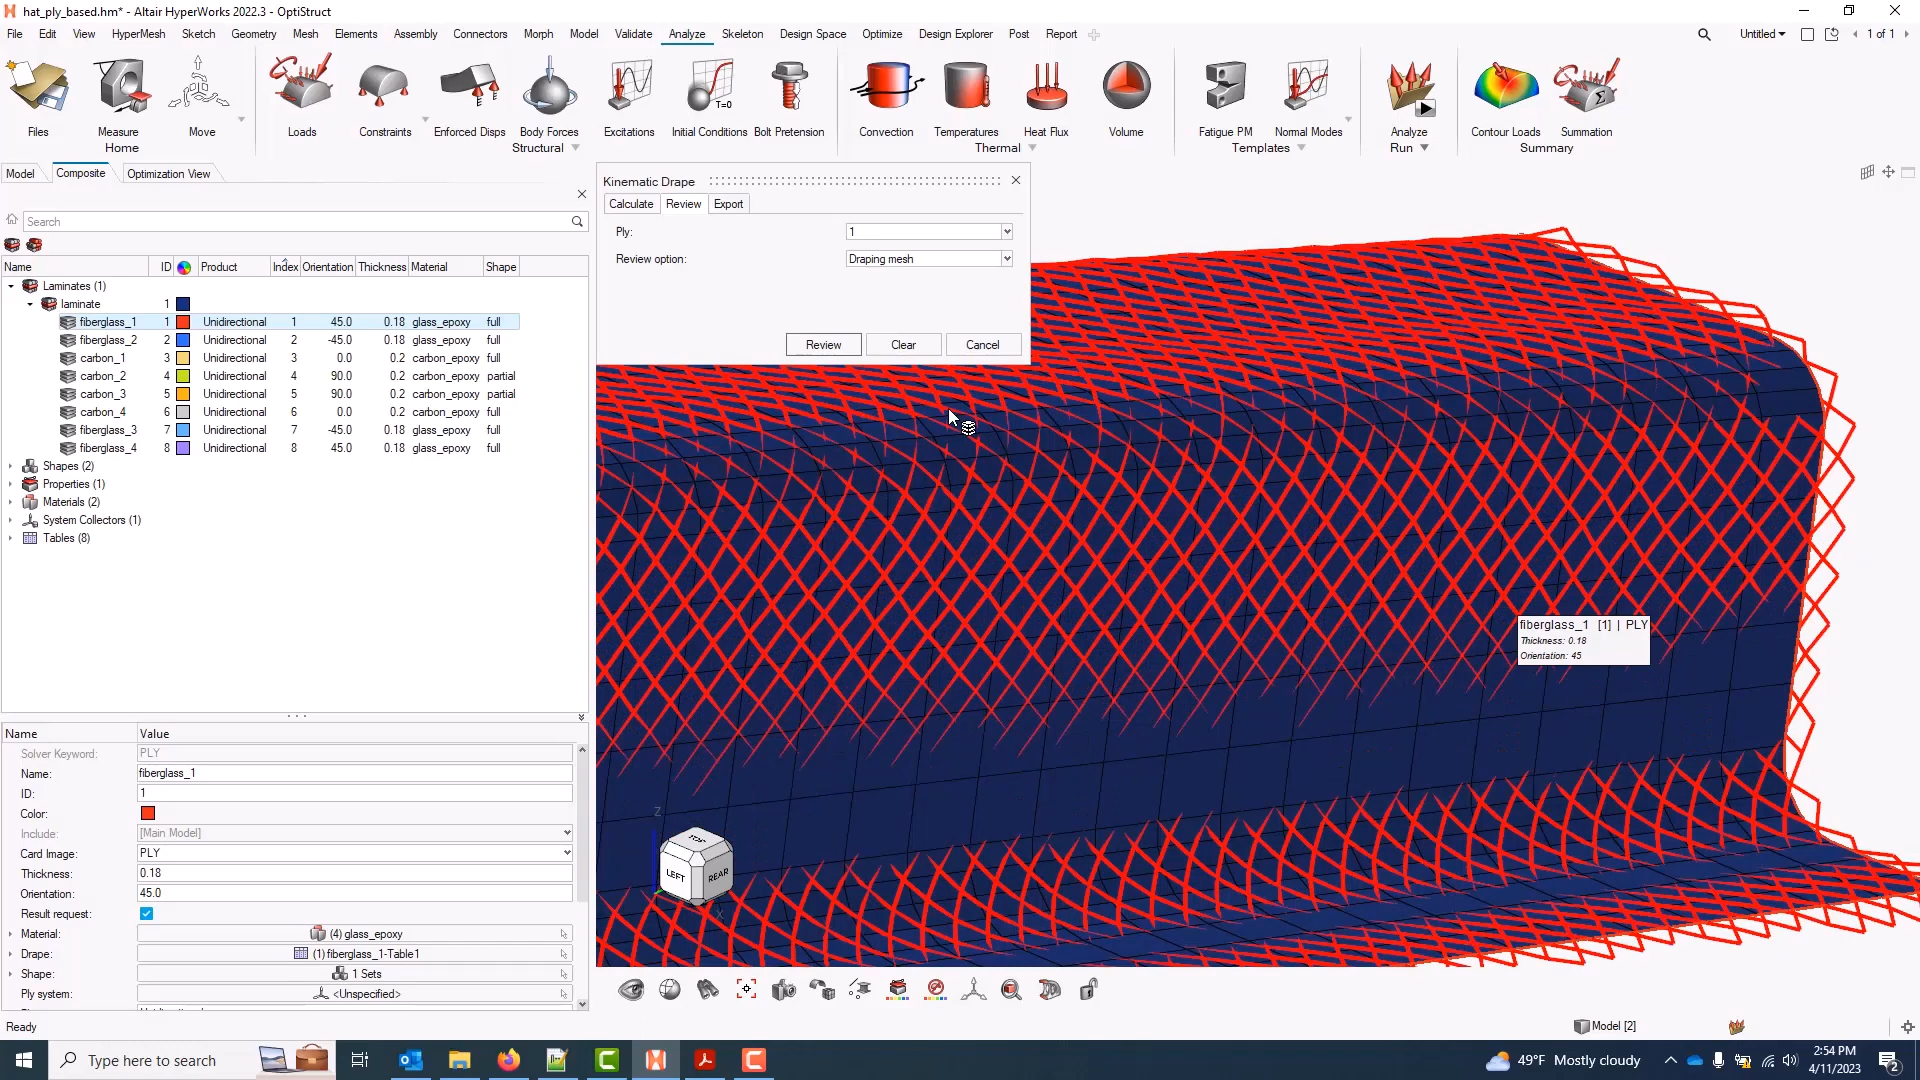 hat_ply_based.hm* - Altair HyperWorks 2022.3 - OptiStruct
File Edit View HyperMesh Sketch Geometry Mesh Elements Assembly Connectors Morph Model Validate Analyze Skeleton Design Space Optimize Design Explorer Post Report Untitled 1 of 1
T=0
Files Measure Move Loads Constraints Enforced Disps Body Forces Excitations Initial Conditions Bolt Pretension Convection Temperatures Heat Flux Volume Fatigue PM Normal Modes Analyze Contour Loads Summation
Home Structural Thermal Templates Run Summary
Model Composite Optimization View
Search
Name ID Product Index Orientation Thickness Material Shape
Laminates (1)
laminate 1
fiberglass_1 1 Unidirectional 1 45.0 0.18 glass_epoxy full
fiberglass_2 2 Unidirectional 2 -45.0 0.18 glass_epoxy full
carbon_1 3 Unidirectional 3 0.0 0.2 carbon_epoxy full
carbon_2 4 Unidirectional 4 90.0 0.2 carbon_epoxy partial
carbon_3 5 Unidirectional 5 90.0 0.2 carbon_epoxy partial
carbon_4 6 Unidirectional 6 0.0 0.2 carbon_epoxy full
fiberglass_3 7 Unidirectional 7 -45.0 0.18 glass_epoxy full
fiberglass_4 8 Unidirectional 8 45.0 0.18 glass_epoxy full
Shapes (2)
Properties (1)
Materials (2)
System Collectors (1)
Tables (8)
Kinematic Drape
Calculate Review Export
Ply: 1
Review option: Draping mesh
Review Clear Cancel
fiberglass_1 [1] | PLY
Thickness: 0.18
Orientation: 45
Name Value
Solver Keyword: PLY
Name: fiberglass_1
ID: 1
Color:
Include: [Main Model]
Card Image: PLY
Thickness: 0.18
Orientation: 45.0
Result request:
Material: (4) glass_epoxy
Drape: (1) fiberglass_1-Table1
Shape: 1 Sets
Ply system: <Unspecified>
Z
TOP
LEFT REAR
X
Ready Model [2]
Type here to search 49°F Mostly cloudy 2:54 PM
4/11/2023 2